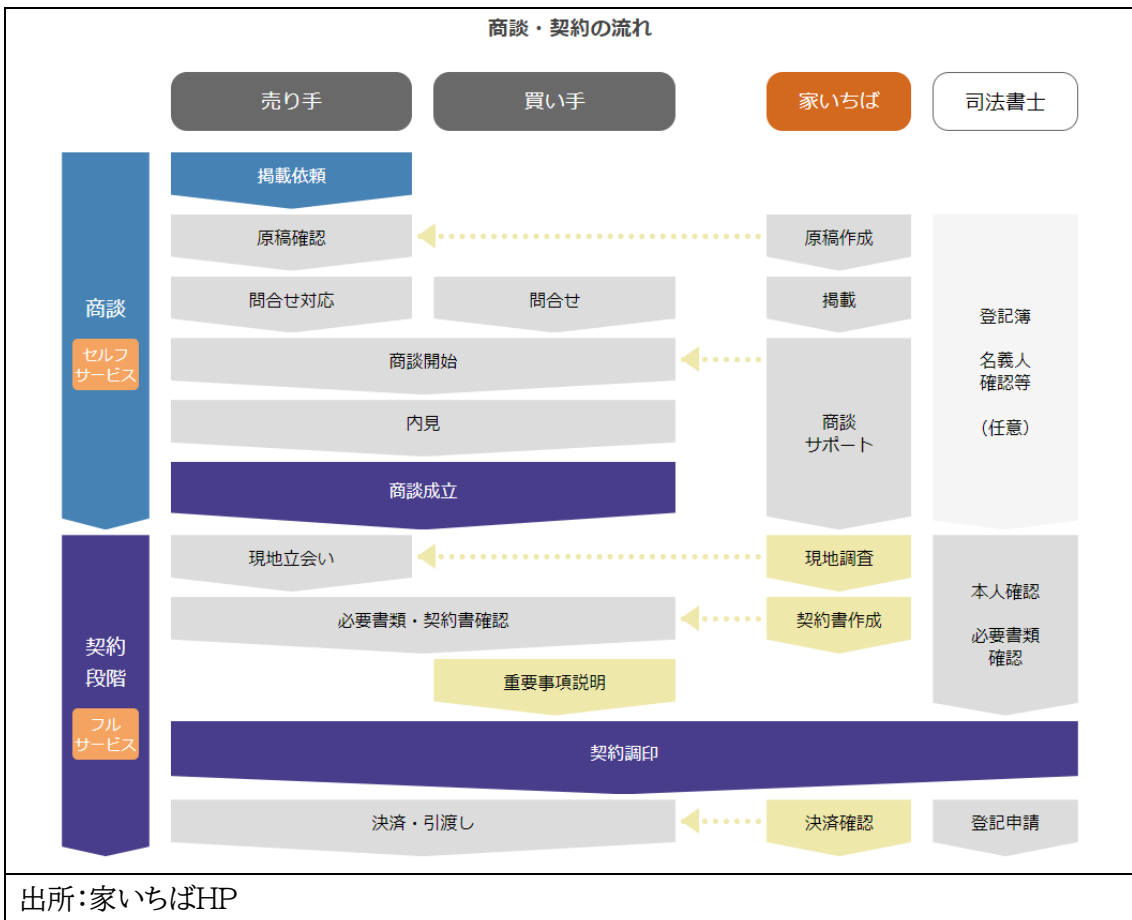 商談・契約の流れ
売り手
買い手
家いちば
司法書士
商談
セルフ
サービス
掲載依頼
原稿確認
原稿作成
問合せ対応
問合せ
掲載
商談開始
内見
商談成立
商談
サポート
登記簿
名義人
確認等
(任意)
契約
段階
フル
サービス
現地立会い
現地調査
必要書類・契約書確認
契約書作成
重要事項説明
本人確認
必要書類
確認
契約調印
決済・引渡し
決済確認
登記申請
出所:家いちばHP